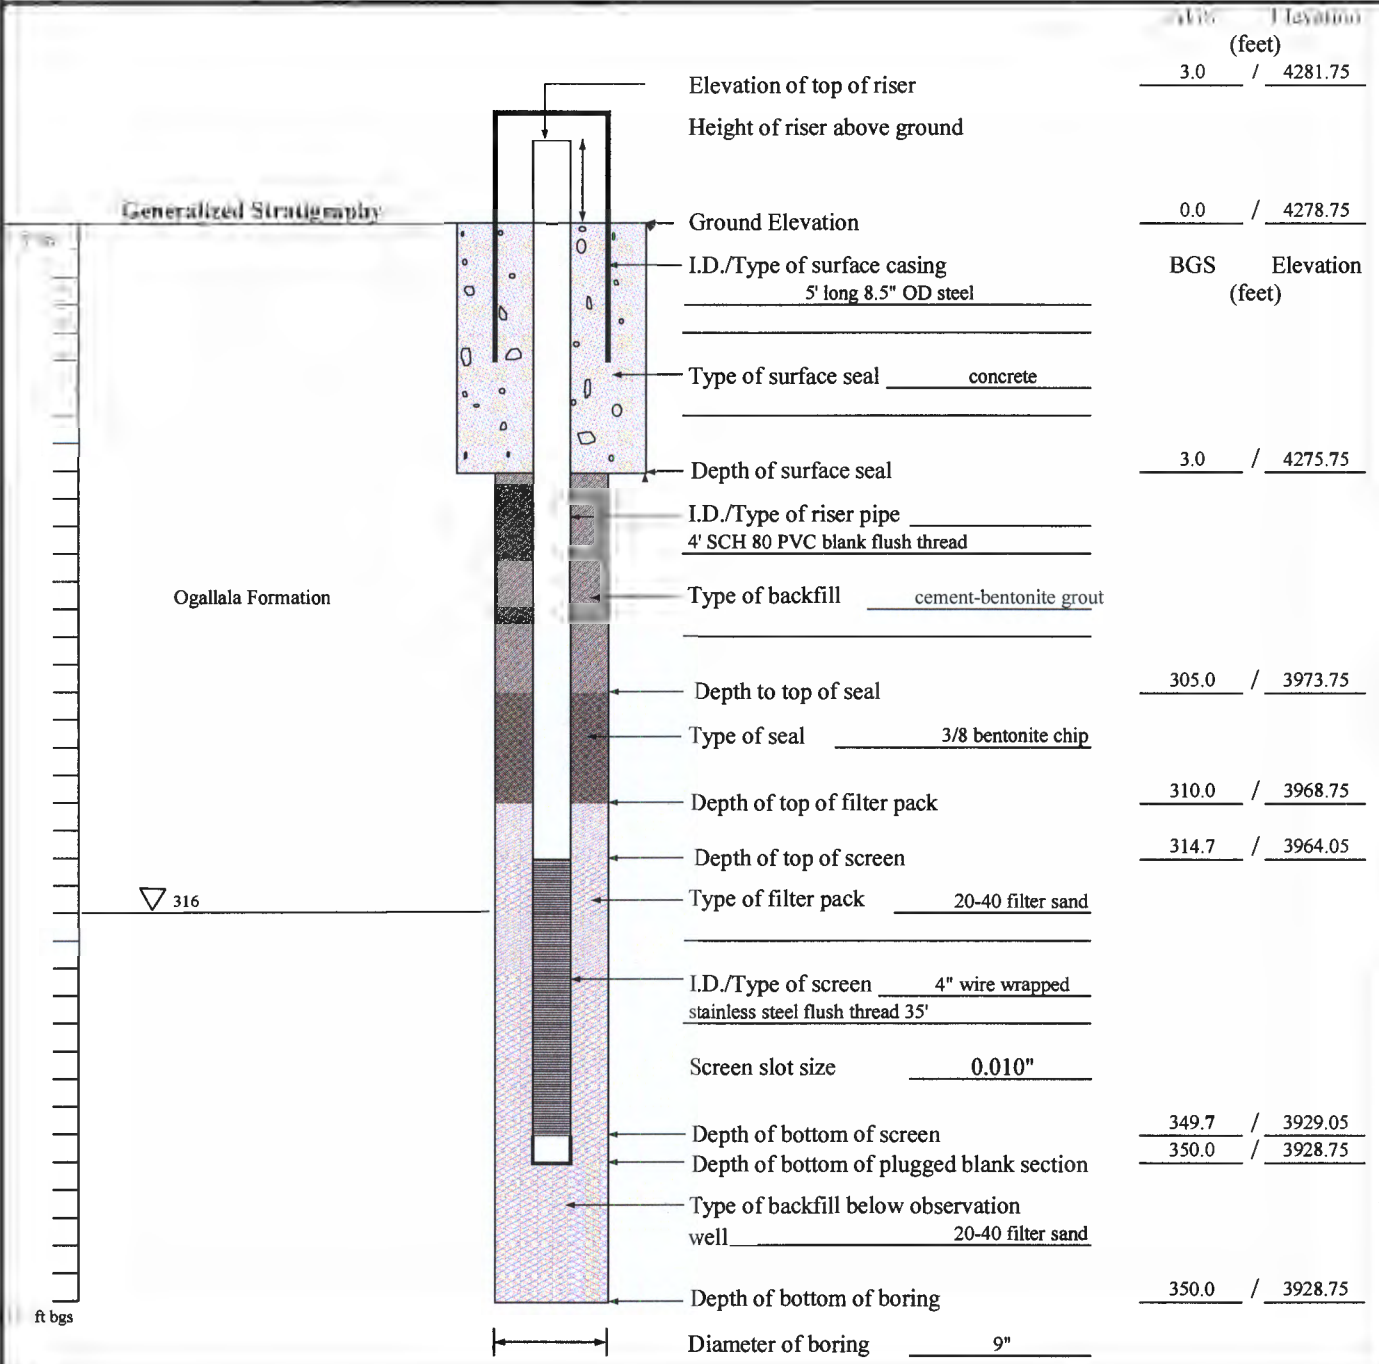 Elevation
(feet)
Elevation of top of riser 3.0 / 4281.75
Height of riser above ground
Generalized Stratigraphy
Ground Elevation 0.0 / 4278.75
I.D./Type of surface casing BGS Elevation
5' long 8.5" OD steel (feet)
Type of surface seal concrete
Depth of surface seal 3.0 / 4275.75
I.D./Type of riser pipe
4' SCH 80 PVC blank flush thread
Ogallala Formation Type of backfill cement-bentonite grout
Depth to top of seal 305.0 / 3973.75
Type of seal 3/8 bentonite chip
Depth of top of filter pack 310.0 / 3968.75
Depth of top of screen 314.7 / 3964.05
316 Type of filter pack 20-40 filter sand
I.D./Type of screen 4" wire wrapped
stainless steel flush thread 35'
Screen slot size 0.010"
Depth of bottom of screen 349.7 / 3929.05
Depth of bottom of plugged blank section 350.0 / 3928.75
Type of backfill below observation
well 20-40 filter sand
Depth of bottom of boring 350.0 / 3928.75
ft bgs
Diameter of boring 9"